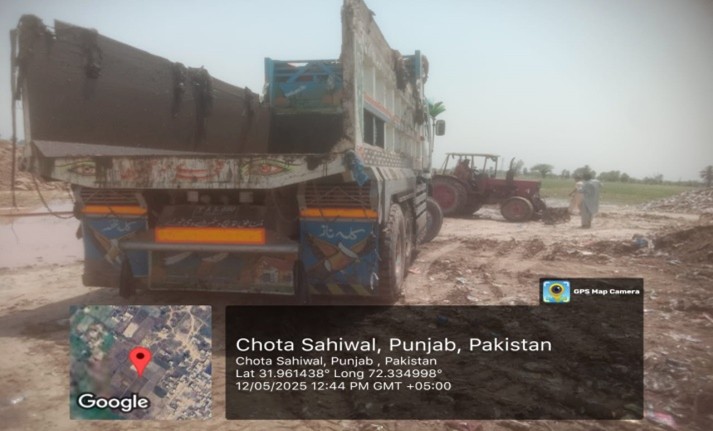 GPS Map Camera
Chota Sahiwal, Punjab, Pakistan
Chota Sahiwal, Punjab , Pakistan
Lat 31.961438° Long 72.334998°
12/05/2025 12:44 PM GMT +05:00
Google